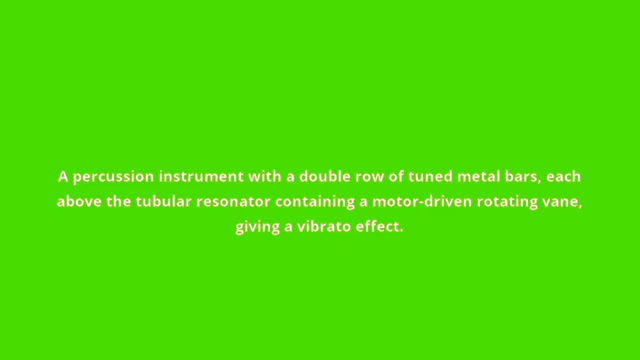 A percussion instrument with a double row of tuned metal bars, each
above the tubular resonator containing a motor-driven rotating vane,
giving a vibrato effect.